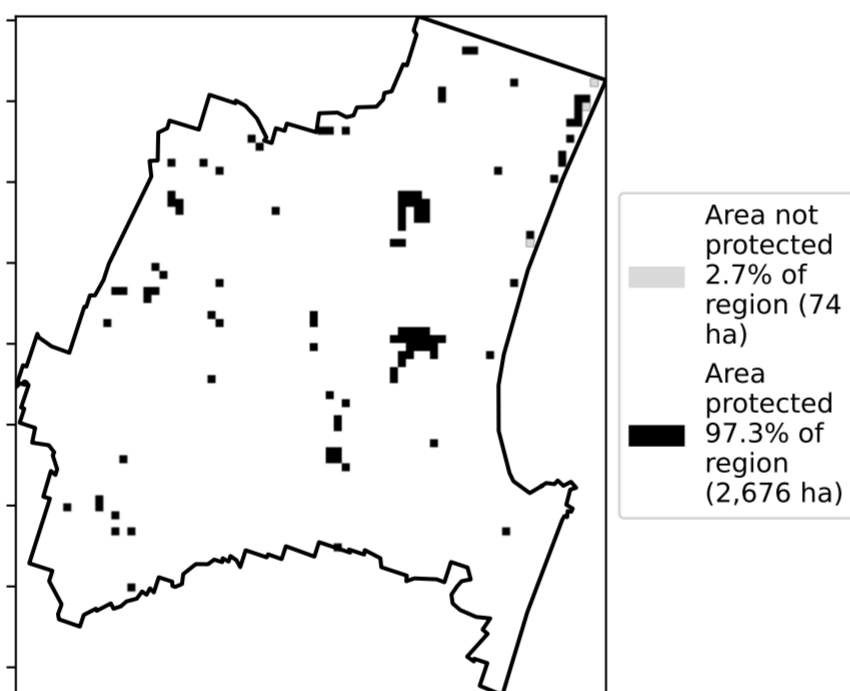 Area not
protected
2.7% of
region (74
ha)
Area
protected
97.3% of
region
(2,676 ha)